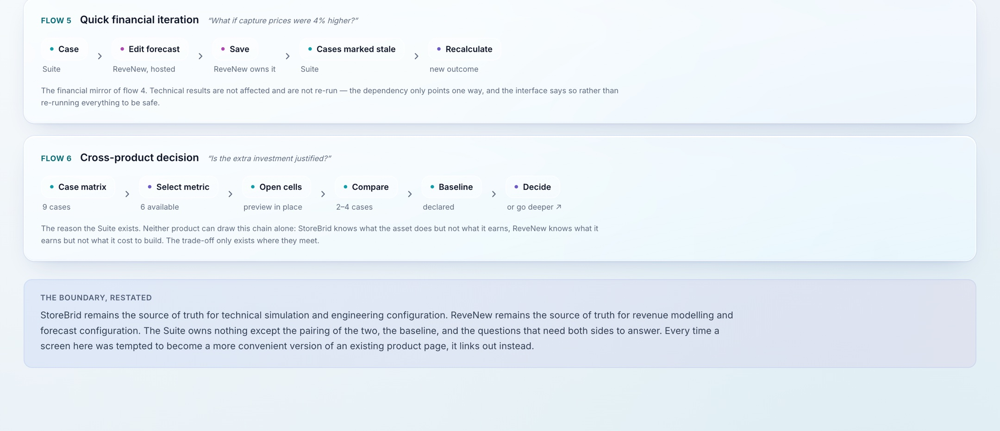 FLOW 5 Quick financial iteration “What if capture prices were 4% higher?”
Case › Edit forecast › Save › Cases marked stale › Recalculate
Suite ReveNew, hosted ReveNew owns it Suite new outcome
The financial mirror of flow 4. Technical results are not affected and are not re-run — the dependency only points one way, and the interface says so rather than
re-running everything to be safe.
FLOW 6 Cross-product decision “Is the extra investment justified?”
Case matrix › Select metric › Open cells › Compare › Baseline › Decide
9 cases 6 available preview in place 2–4 cases declared or go deeper ↗
The reason the Suite exists. Neither product can draw this chain alone: StoreBrid knows what the asset does but not what it earns, ReveNew knows what it
earns but not what it cost to build. The trade-off only exists where they meet.
THE BOUNDARY, RESTATED
StoreBrid remains the source of truth for technical simulation and engineering configuration. ReveNew remains the source of truth for revenue modelling and
forecast configuration. The Suite owns nothing except the pairing of the two, the baseline, and the questions that need both sides to answer. Every time a
screen here was tempted to become a more convenient version of an existing product page, it links out instead.